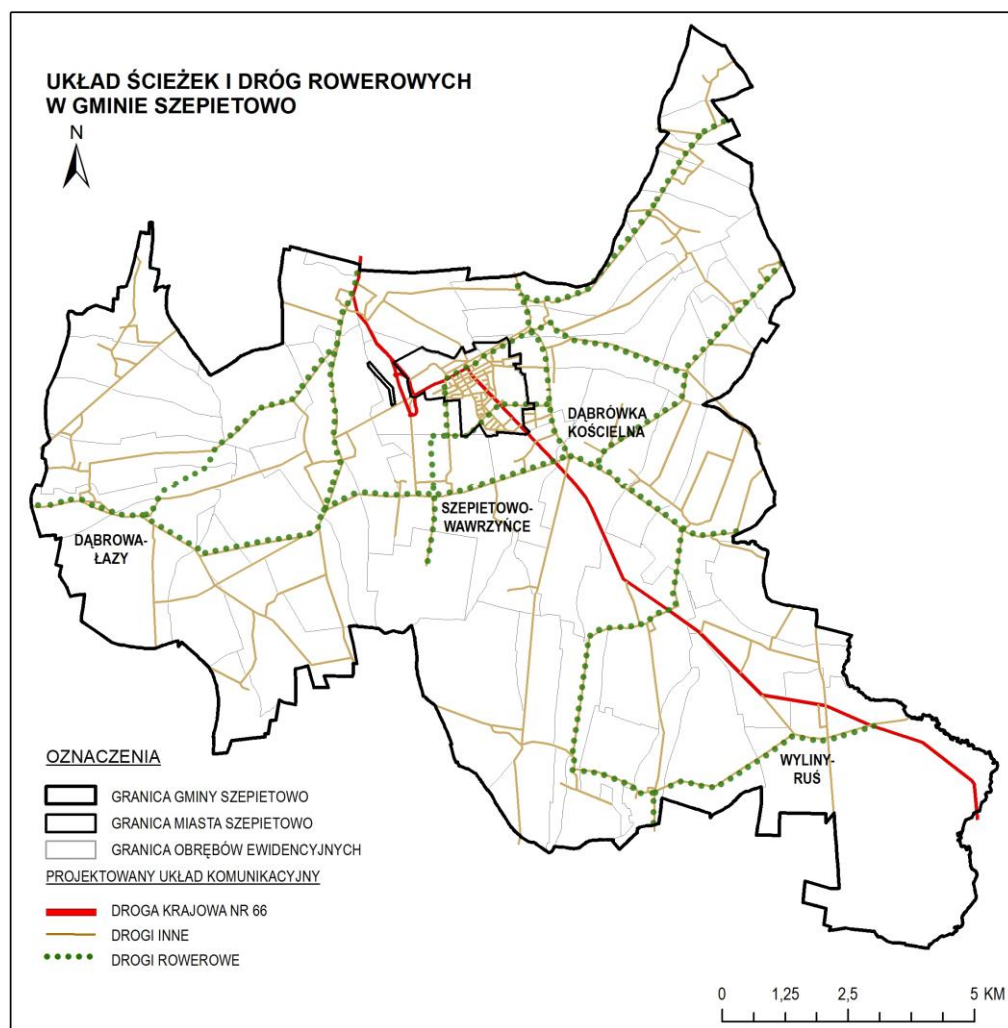 UKŁAD ŚCIEŻEK I DRÓG ROWEROWYCH
W GMINIE SZEPIETOWO
N
DĄBRÓWKA
KOŚCIELNA
SZEPIETOWO-
WAWRZYŃCE
DĄBROWA-
ŁAZY
WYLINY-
RUŚ
OZNACZENIA
GRANICA GMINY SZEPIETOWO
GRANICA MIASTA SZEPIETOWO
GRANICA OBRĘBÓW EWIDENCYJNYCH
PROJEKTOWANY UKŁAD KOMUNIKACYJNY
DROGA KRAJOWA NR 66
DROGI INNE
DROGI ROWEROWE
0 1,25 2,5 5 KM